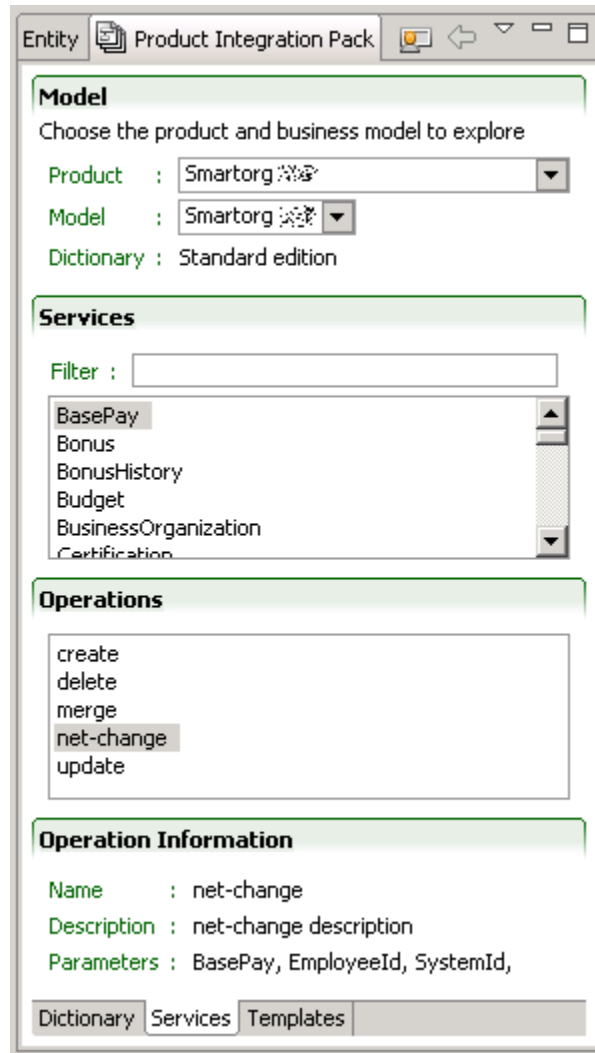 Entity Product Integration Pack
Model
Choose the product and business model to explore
Product : Smartorg
Model : Smartorg
Dictionary : Standard edition
Services
Filter :
BasePay
Bonus
BonusHistory
Budget
BusinessOrganization
Certification
Operations
create
delete
merge
net-change
update
Operation Information
Name : net-change
Description : net-change description
Parameters : BasePay, EmployeeId, SystemId,
Dictionary Services Templates